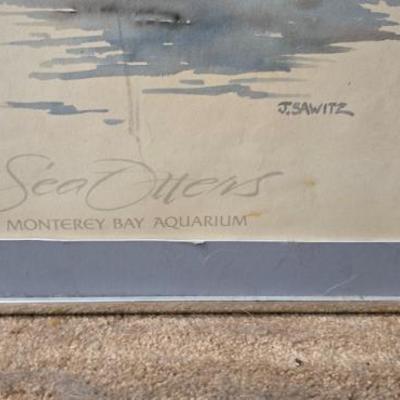 J. SAWITZ
Sea Otters
MONTEREY BAY AQUARIUM